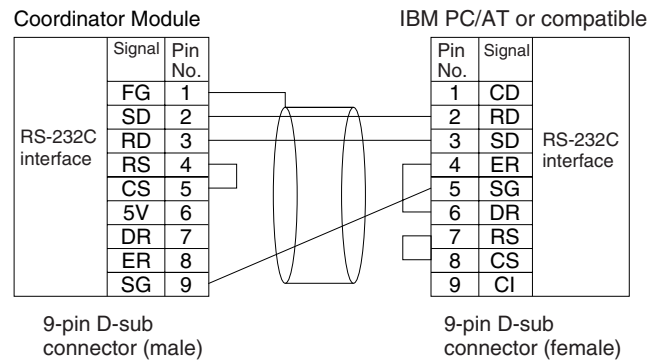 Coordinator Module
IBM PC/AT or compatible
Signal Pin No.
FG 1
SD 2
RD 3
RS 4
CS 5
5V 6
DR 7
ER 8
SG 9
RS-232C
interface
Pin No. Signal
1 CD
2 RD
3 SD
4 ER
5 SG
6 DR
7 RS
8 CS
9 CI
RS-232C
interface
9-pin D-sub
connector (male)
9-pin D-sub
connector (female)